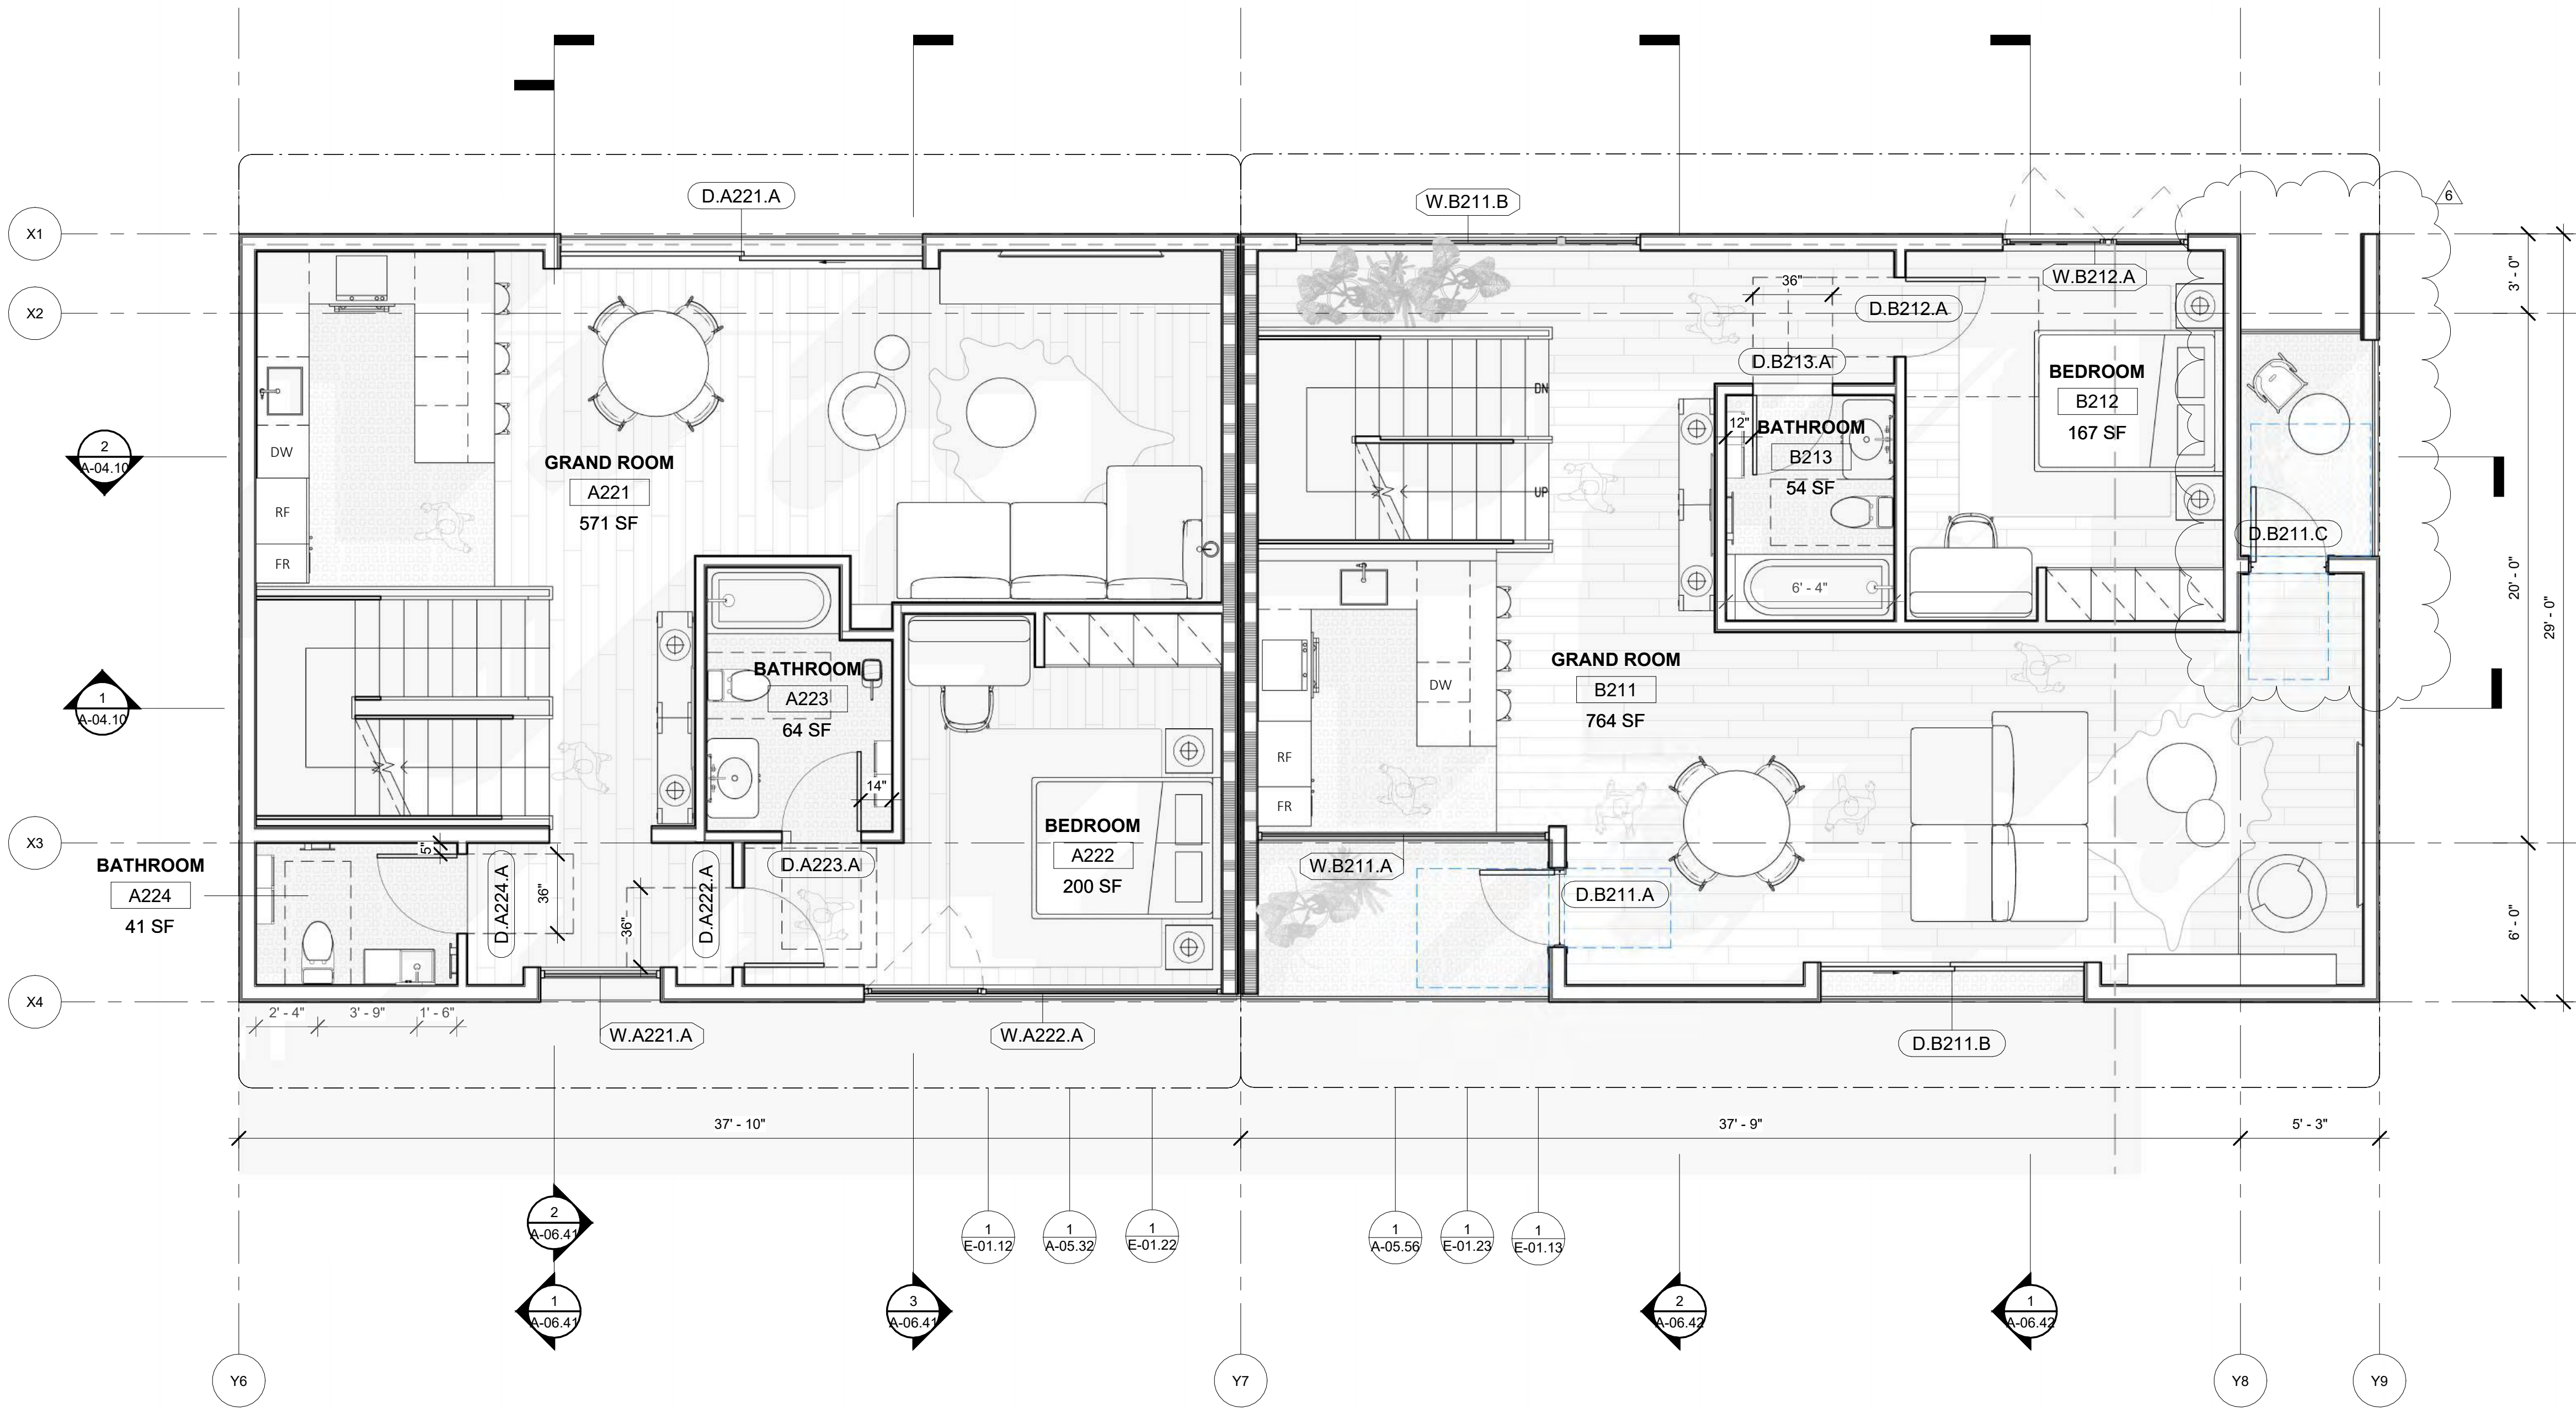 D.A221.A
W.B211.B
6
X1
W.B212.A
36"
3' - 0"
D.B212.A
X2
D.B213.A
BEDROOM
B212
167 SF
DN
12"
BATHROOM
B213
54 SF
UP
2
A-04.10
DW
RF
FR
GRAND ROOM
A221
571 SF
D.B211.C
6' - 4"
20' - 0"
29' - 0"
GRAND ROOM
B211
764 SF
DW
RF
FR
1
A-04.10
BATHROOM
A223
64 SF
14"
BEDROOM
A222
200 SF
X3
5"
BATHROOM
A224
41 SF
D.A224.A
36"
36"
D.A222.A
D.A223.A
W.B211.A
D.B211.A
6' - 0"
X4
2' - 4"
3' - 9"
1' - 6"
W.A221.A
W.A222.A
D.B211.B
37' - 10"
37' - 9"
5' - 3"
2
A-06.41
1
E-01.12
1
A-05.32
1
E-01.22
1
A-05.56
1
E-01.23
1
E-01.13
1
A-06.41
3
A-06.41
2
A-06.42
1
A-06.42
Y6
Y7
Y8
Y9